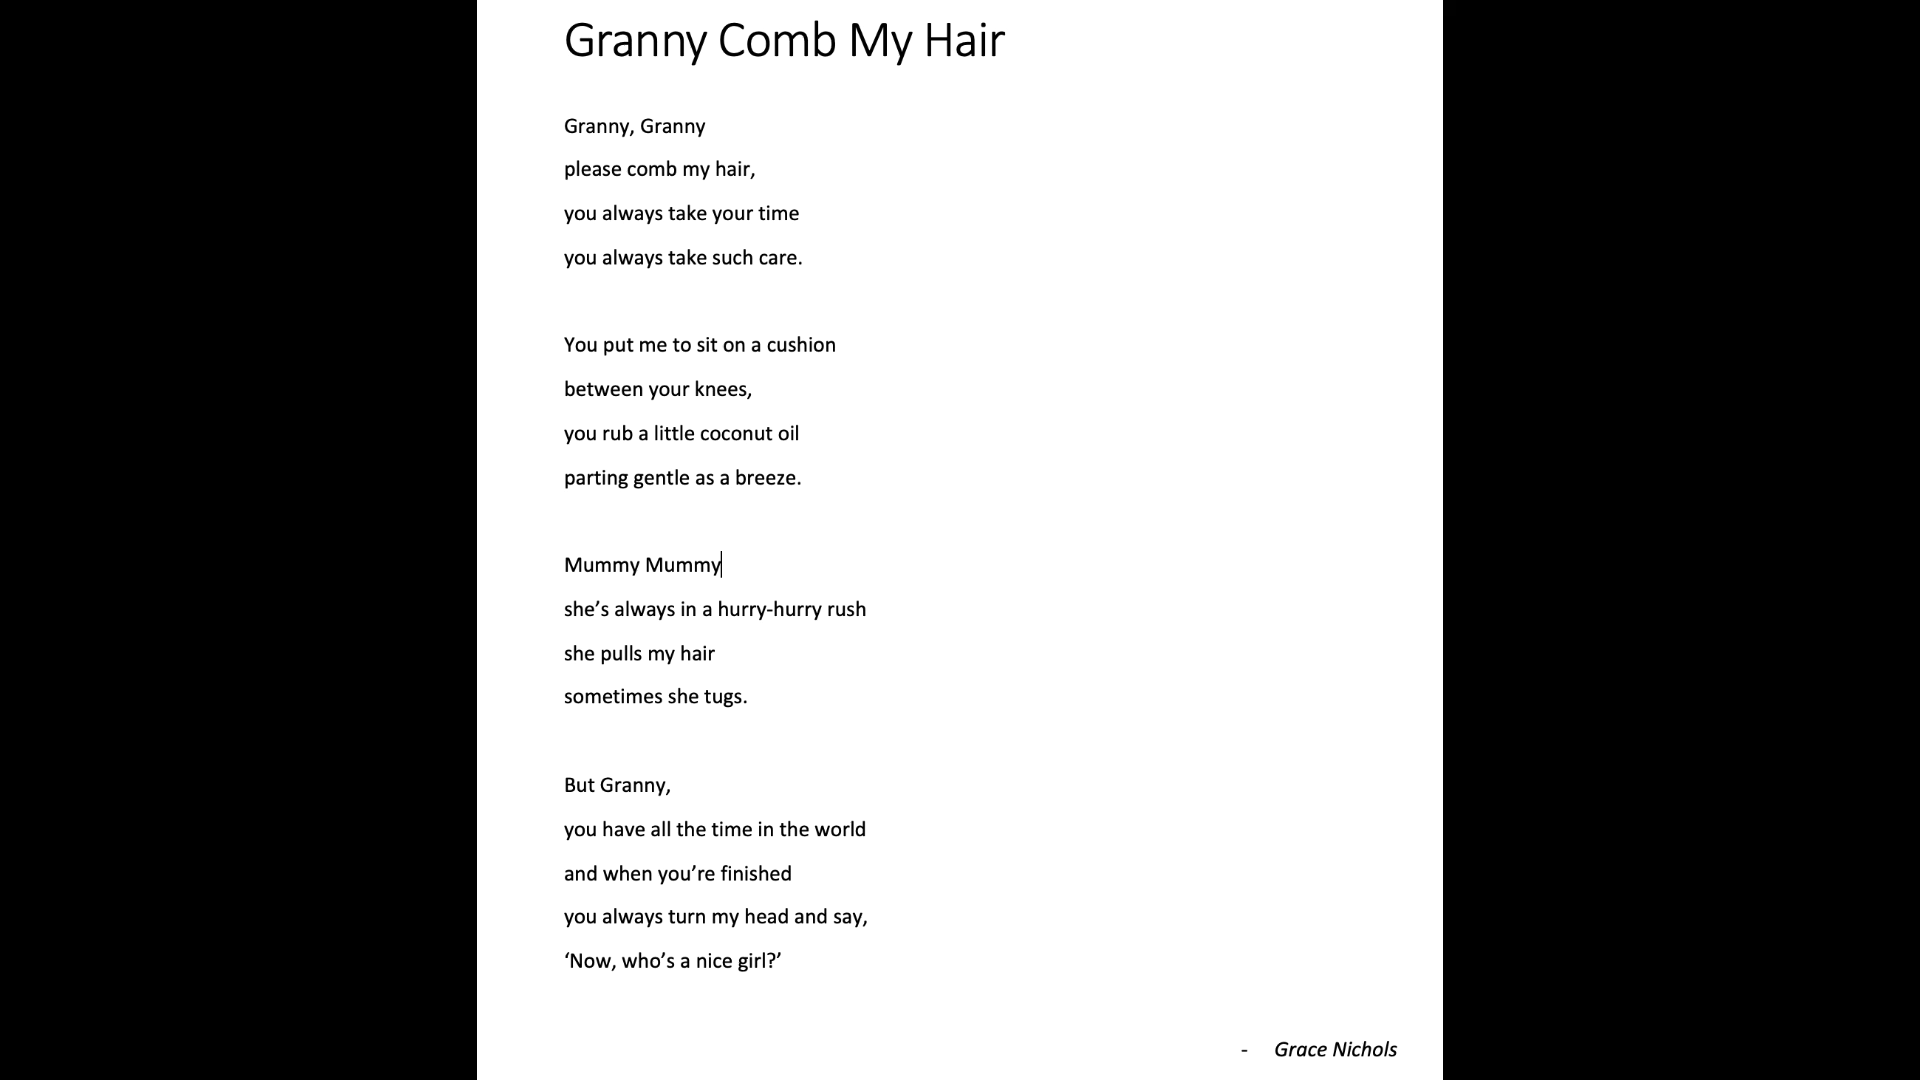 Granny Comb My Hair
Granny, Granny
please comb my hair,
you always take your time
you always take such care.
You put me to sit on a cushion
between your knees,
you rub a little coconut oil
parting gentle as a breeze.
Mummy Mummy
she’s always in a hurry-hurry rush
she pulls my hair
sometimes she tugs.
But Granny,
you have all the time in the world
and when you’re finished
you always turn my head and say,
‘Now, who’s a nice girl?’
- Grace Nichols